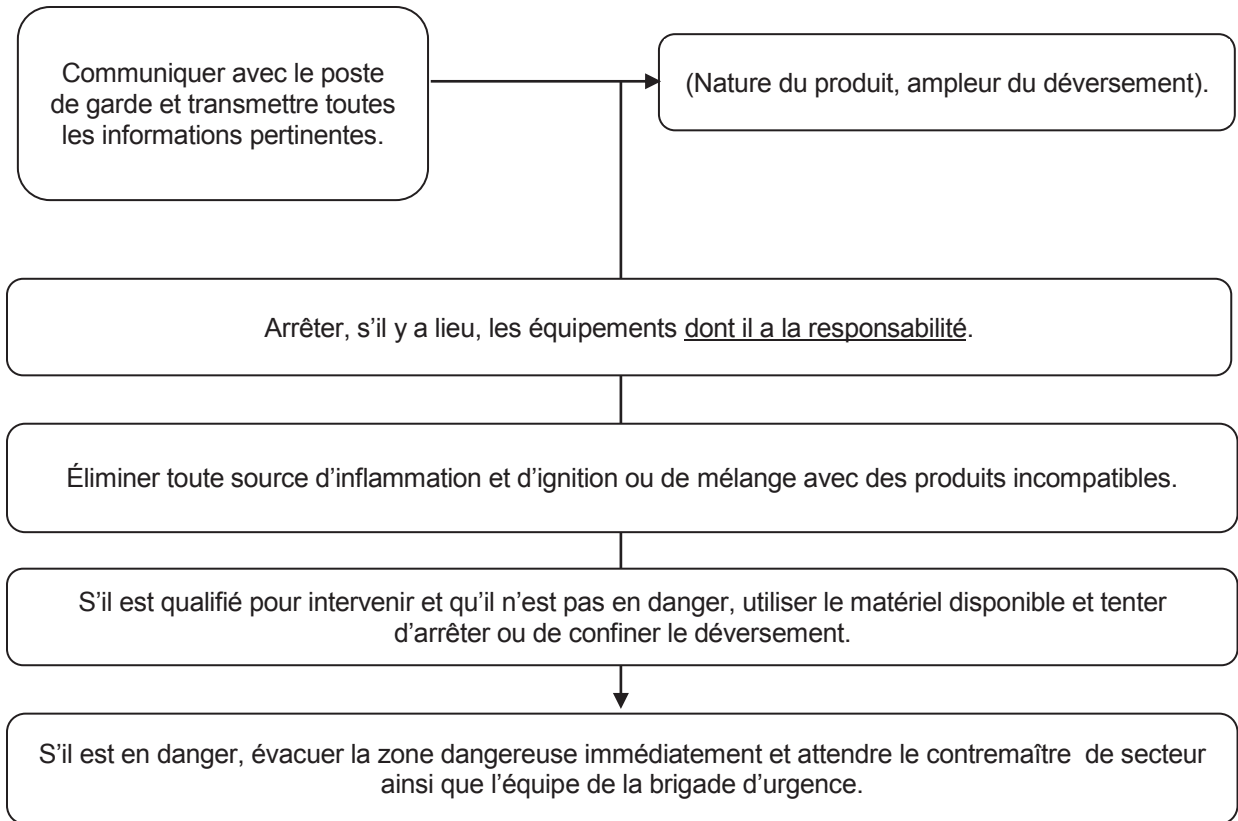 Communiquer avec le poste
de garde et transmettre toutes
les informations pertinentes.
(Nature du produit, ampleur du déversement).
Arrêter, s’il y a lieu, les équipements dont il a la responsabilité.
Éliminer toute source d’inflammation et d’ignition ou de mélange avec des produits incompatibles.
S’il est qualifié pour intervenir et qu’il n’est pas en danger, utiliser le matériel disponible et tenter
d’arrêter ou de confiner le déversement.
S’il est en danger, évacuer la zone dangereuse immédiatement et attendre le contremaître  de secteur
ainsi que l’équipe de la brigade d’urgence.